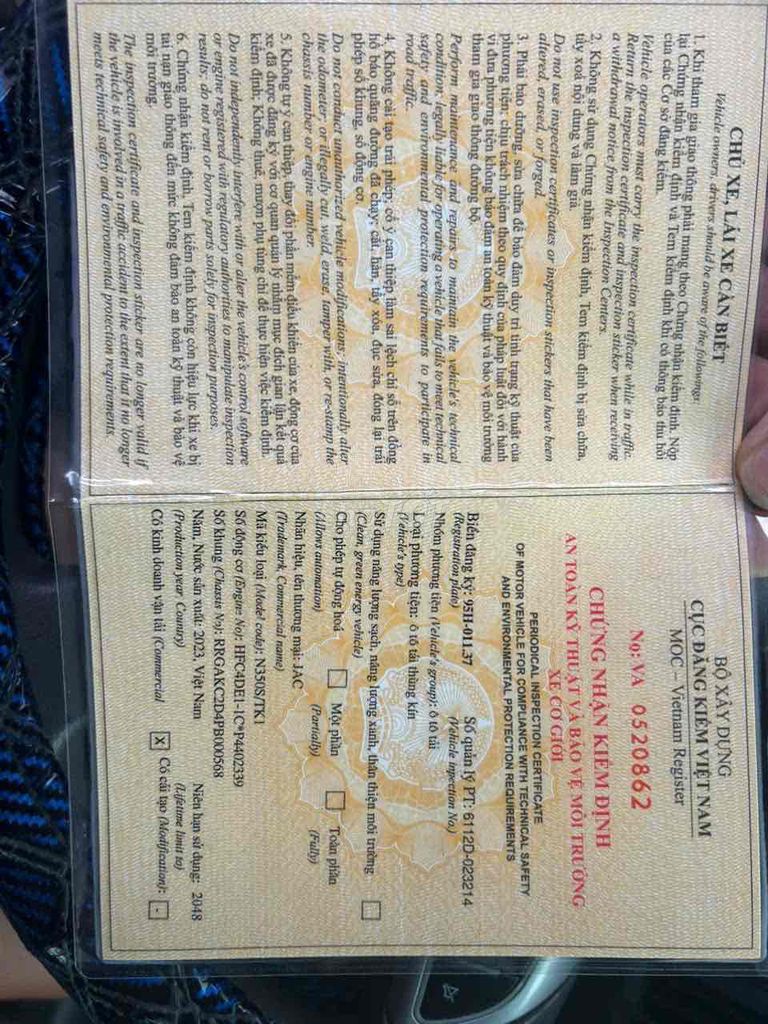 CHỦ XE, LÁI XE CẦN BIẾT
Vehicle owners, drivers should be aware of the followings:
1. Khi tham gia giao thông phải mang theo Chứng nhận kiểm định. Nộp
lại Chứng nhận kiểm định và Tem kiểm định khi có thông báo thu hồi
của các Cơ sở đăng kiểm.
Vehicle operators must carry the inspection certificate while in traffic.
Return the inspection certificate and inspection sticker when receiving
a withdrawal notice from the Inspection Centers.
2. Không sử dụng Chứng nhận kiểm định, Tem kiểm định bị sửa chữa,
tẩy xoá nội dung và làm giả.
Do not use inspection certificates or inspection stickers that have been
altered, erased, or forged.
3. Phải bảo dưỡng, sửa chữa để bảo đảm duy trì tình trạng kỹ thuật của
phương tiện; chịu trách nhiệm theo quy định của pháp luật đối với hành
vi đưa phương tiện không bảo đảm an toàn kỹ thuật và bảo vệ môi trường
tham gia giao thông đường bộ.
Perform maintenance and repairs to maintain the vehicle's technical
condition; legally liable for operating a vehicle that fails to meet technical
safety and environmental protection requirements to participate in
road traffic.
4. Không cải tạo trái phép; cố ý can thiệp làm sai lệch chỉ số trên đồng
hồ báo quãng đường đã chạy; cắt, hàn, tẩy xóa, đục sửa, đóng lại trái
phép số khung, số động cơ.
Do not conduct unauthorized vehicle modifications; intentionally alter
the odometer; or illegally cut, weld, erase, tamper with, or re-stamp the
chassis number or engine number.
5. Không tự ý can thiệp, thay đổi phần mềm điều khiển của xe, động cơ của
xe đã được đăng ký với cơ quan quản lý nhằm mục đích gian lận kết quả
kiểm định. Không thuê, mượn phụ tùng chỉ để thực hiện việc kiểm định.
Do not independently interfere with or alter the vehicle's control software
or engine registered with regulatory authorities to manipulate inspection
results; do not rent or borrow parts solely for inspection purposes.
6. Chứng nhận kiểm định, Tem kiểm định không còn hiệu lực khi xe bị
tai nạn giao thông đến mức không đảm bảo an toàn kỹ thuật và bảo vệ
môi trường.
The inspection certificate and inspection sticker are no longer valid if
the vehicle is involved in a traffic accident to the extent that it no longer
meets technical safety and environmental protection requirements.
BỘ XÂY DỰNG
CỤC ĐĂNG KIỂM VIỆT NAM
MOC – Vietnam Register
No: VA 0520862
CHỨNG NHẬN KIỂM ĐỊNH
AN TOÀN KỸ THUẬT VÀ BẢO VỆ MÔI TRƯỜNG
XE CƠ GIỚI
PERIODICAL INSPECTION CERTIFICATE
OF MOTOR VEHICLE FOR COMPLIANCE WITH TECHNICAL SAFETY
AND ENVIRONMENTAL PROTECTION REQUIREMENTS
Biển đăng ký: 95H-011.37 Số quản lý PT: 6112D-023214
(Registration plate) (Vehicle inpection No.)
Nhóm phương tiện (Vehicle's group): ô tô tải
Loại phương tiện: ô tô tải thùng kín
(Vehicle's type)
Sử dụng năng lượng sạch, năng lượng xanh, thân thiện môi trường
(Clean, green energy vehicle)
Cho phép tự động hoá Một phần Toàn phần
(Allows automation) (Partially) (Fully)
Nhãn hiệu, tên thương mại: JAC
(Trademark, Commercial name)
Mã kiểu loại (Model code): N350S/TK1
Số động cơ (Engine No): HFC4DE1-1C*P4402339
Số khung (Chassis No): RRGAKC2D4PB000568
Năm, Nước sản xuất: 2023, Việt Nam Niên hạn sử dụng: 2048
(Production year, Country) (Lifetime limit to)
Có kinh doanh vận tải (Commercial X Có cải tạo (Modification): -